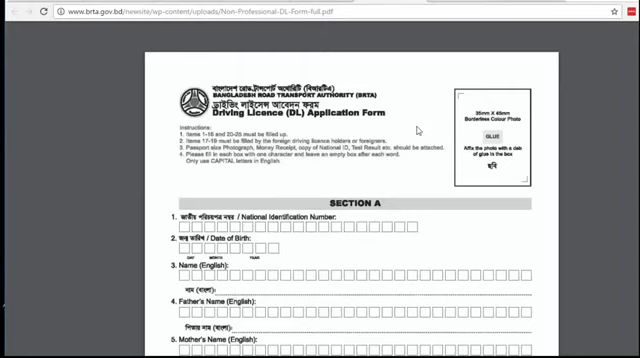 www.brta.gov.bd/newsite/wp-content/uploads/Non-Professional-DL-Form-full.pdf
বাংলাদেশ রোড ট্রান্সপোর্ট অথোরিটি (বিআরটিএ)
BANGLADESH ROAD TRANSPORT AUTHORITY (BRTA)
ড্রাইভিং লাইসেন্স আবেদন ফরম
Driving Licence (DL) Application Form
Instructions:
1. Items 1-16 and 20-25 must be filled up.
2. Items 17-19 must be filled by the foreign driving licence holders or foreigners.
3. Passport size Photograph, Money Receipt, copy of National ID, Test Result etc. should be attached.
4. Please fill in each box with one character and leave an empty box after each word.
Only use CAPITAL letters in English
35mm X 45mm
Borderless Colour Photo
GLUE
Affix the photo with a dab
of glue in the box
ছবি
SECTION A
1. জাতীয় পরিচয়পত্র নম্বর / National Identification Number:
2. জন্ম তারিখ / Date of Birth:
DAY MONTH YEAR
3. Name (English):
নাম (বাংলা):
4. Father's Name (English):
পিতার নাম (বাংলা):
5. Mother's Name (English):